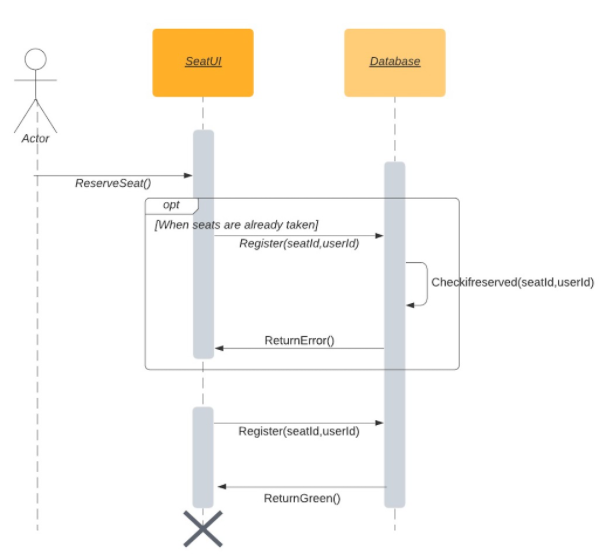 SeatUI
Database
Actor
ReserveSeat()
opt
[When seats are already taken]
Register(seatId,userId)
Checkifreserved(seatId,userId)
ReturnError()
Register(seatId,userId)
ReturnGreen()